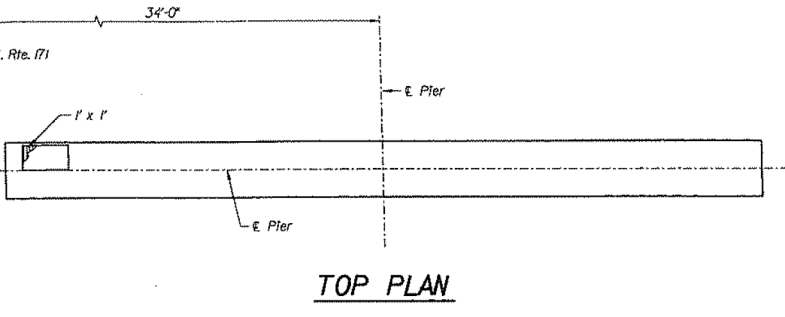 34'-0"
. Rte. 171
℄ Pier
1' x 1'
℄ Pier
TOP PLAN